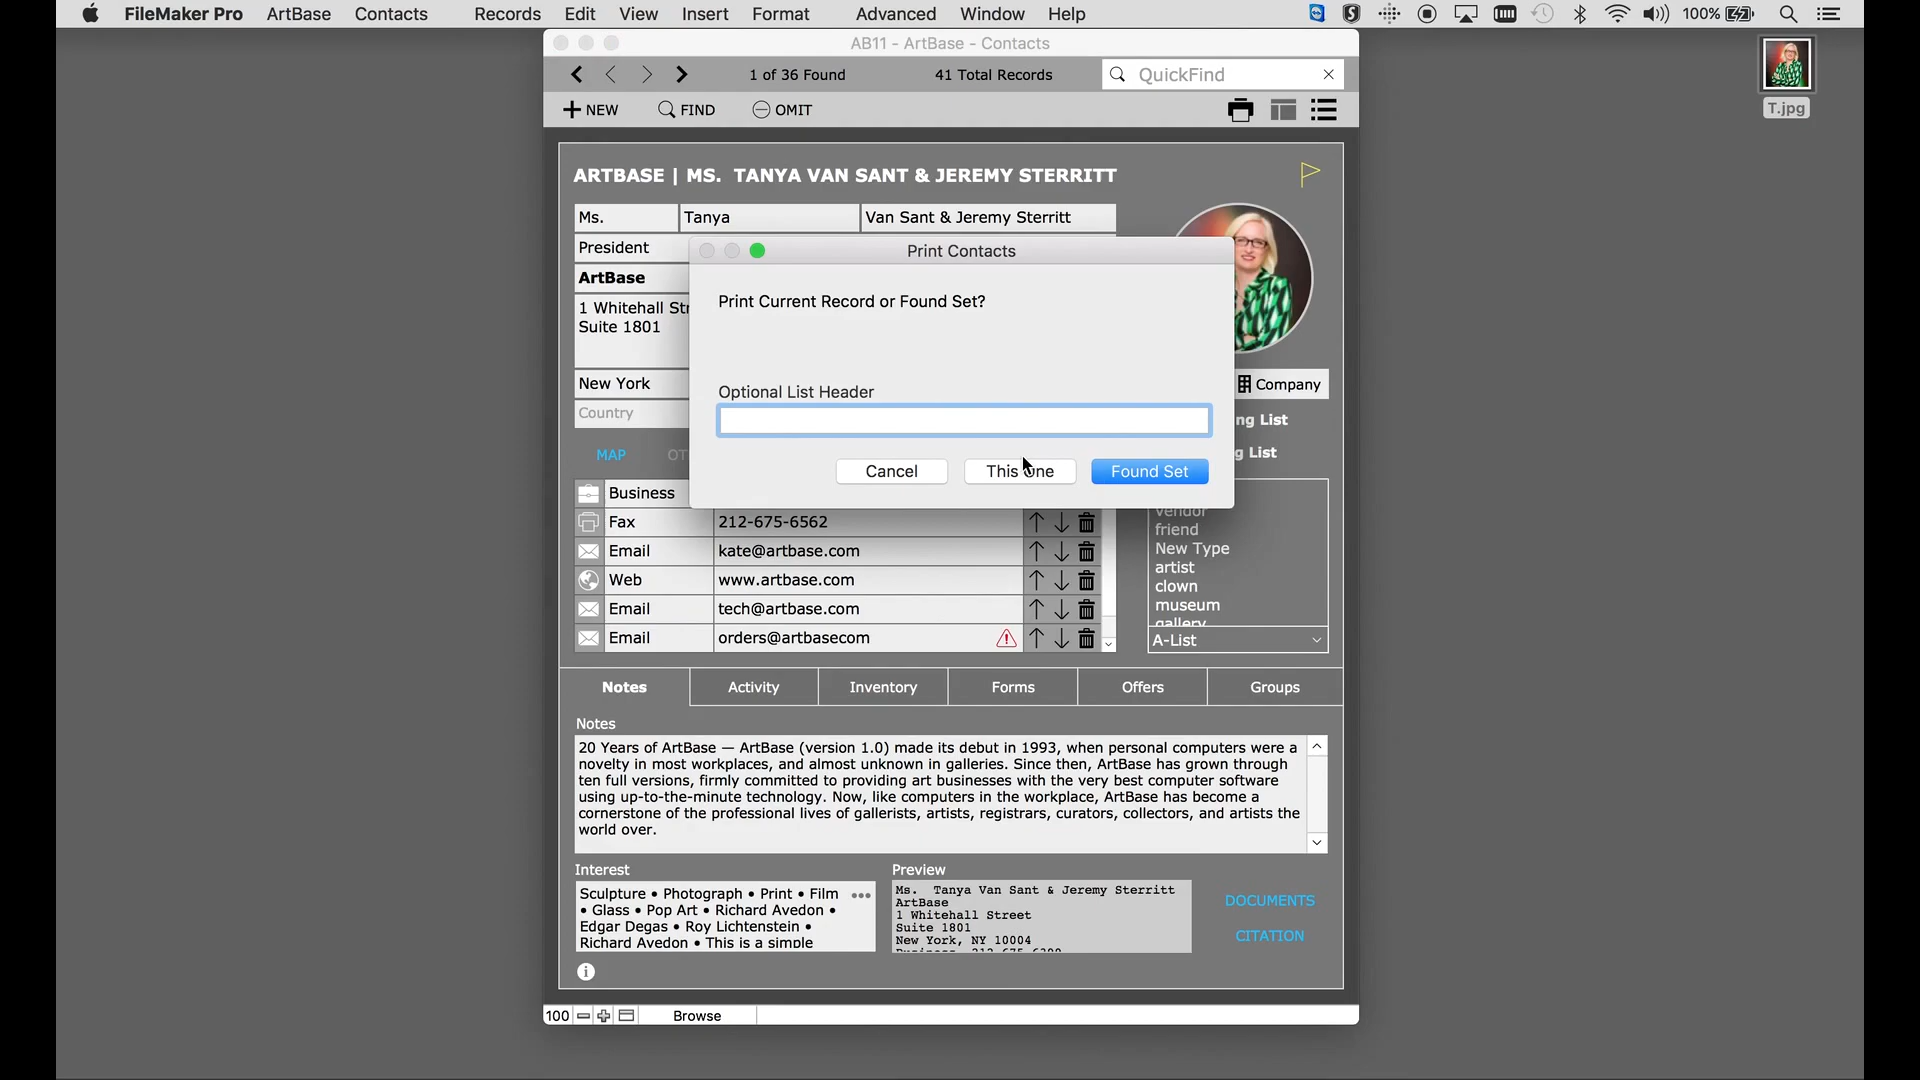 FileMaker Pro ArtBase Contacts Records Edit View Insert Format Advanced Window Help 100%
AB11 - ArtBase - Contacts
1 of 36 Found 41 Total Records QuickFind
NEW FIND OMIT
T.jpg
ARTBASE | MS. TANYA VAN SANT & JEREMY STERRITT
Ms. Tanya Van Sant & Jeremy Sterritt
President
ArtBase
1 Whitehall Str
Suite 1801
New York
Country
MAP OT
Print Contacts
Print Current Record or Found Set?
Optional List Header
Cancel This One Found Set
Company
ng List
g List
Business
Fax 212-675-6562
Email kate@artbase.com
Web www.artbase.com
Email tech@artbase.com
Email orders@artbasecom
vendor
friend
New Type
artist
clown
museum
gallery
A-List
Notes Activity Inventory Forms Offers Groups
Notes
20 Years of ArtBase — ArtBase (version 1.0) made its debut in 1993, when personal computers were a
novelty in most workplaces, and almost unknown in galleries. Since then, ArtBase has grown through
ten full versions, firmly committed to providing art businesses with the very best computer software
using up-to-the-minute technology. Now, like computers in the workplace, ArtBase has become a
cornerstone of the professional lives of gallerists, artists, registrars, curators, collectors, and artists the
world over.
Interest
Sculpture • Photograph • Print • Film
• Glass • Pop Art • Richard Avedon •
Edgar Degas • Roy Lichtenstein •
Richard Avedon • This is a simple
Preview
Ms. Tanya Van Sant & Jeremy Sterritt
ArtBase
1 Whitehall Street
Suite 1801
New York, NY 10004
DOCUMENTS
CITATION
100 Browse